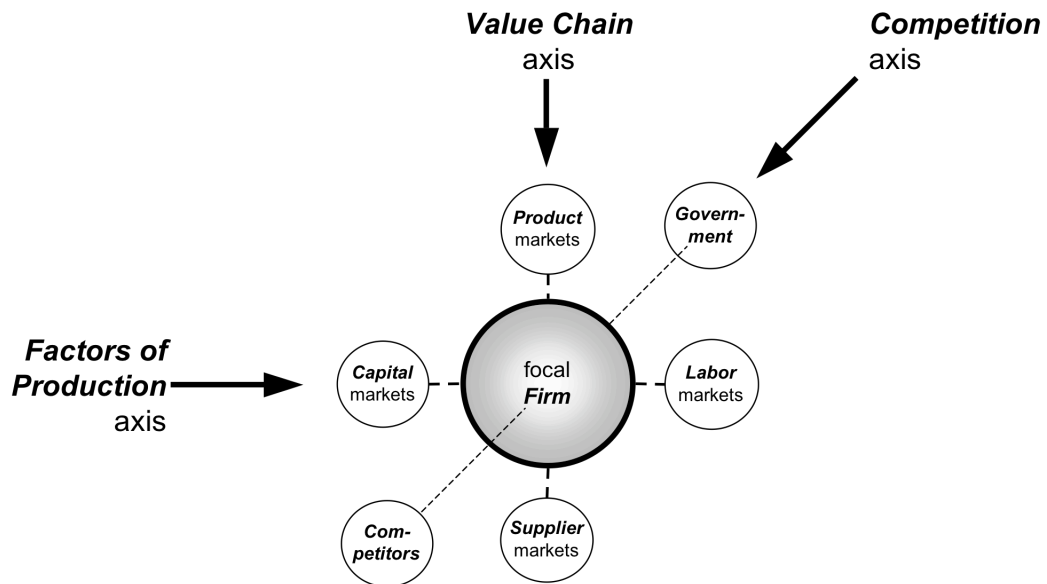 Value Chain
axis
Competition
axis
Product
markets
Govern-
ment
Factors of
Production
axis
Capital
markets
focal
Firm
Labor
markets
Com-
petitors
Supplier
markets